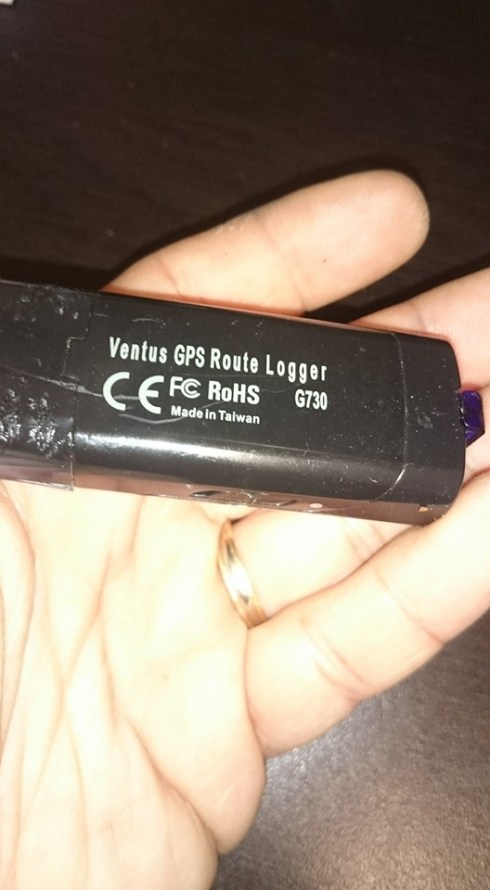 Ventus GPS Route Logger
CE FC RoHS G730
Made in Taiwan